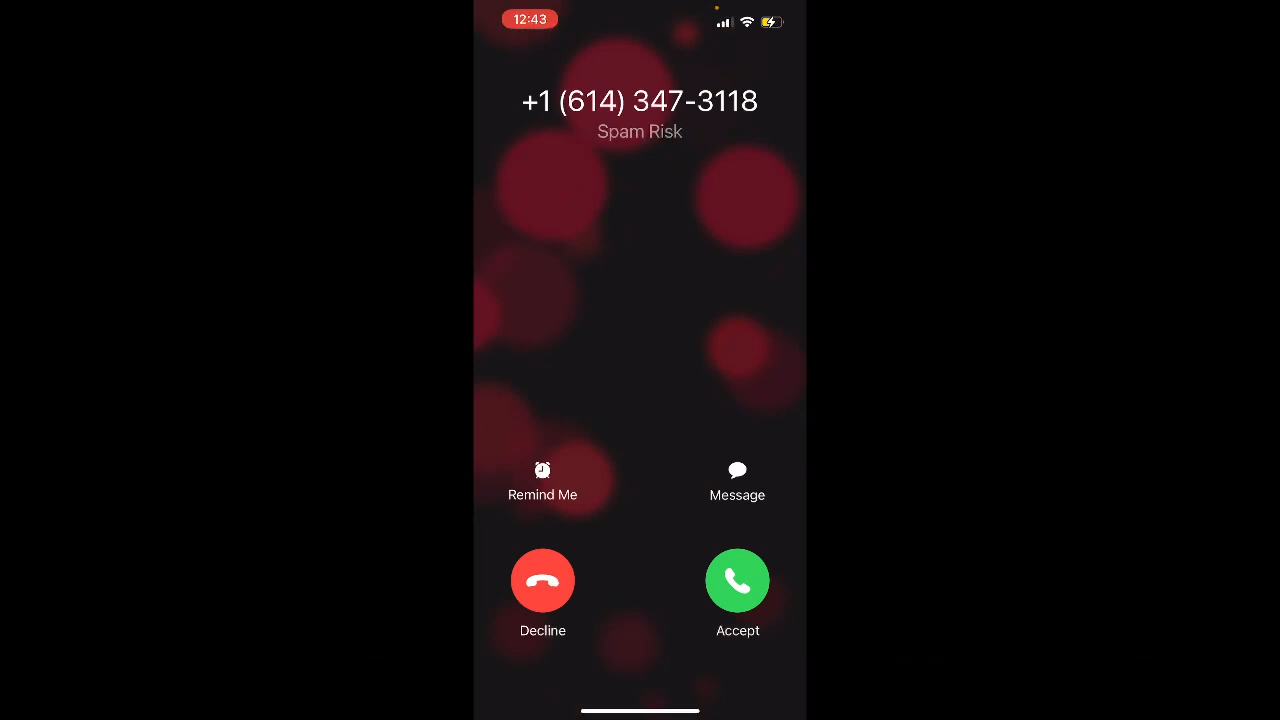 12:43
+1 (614) 347-3118
Spam Risk
Remind Me
Message
Decline
Accept